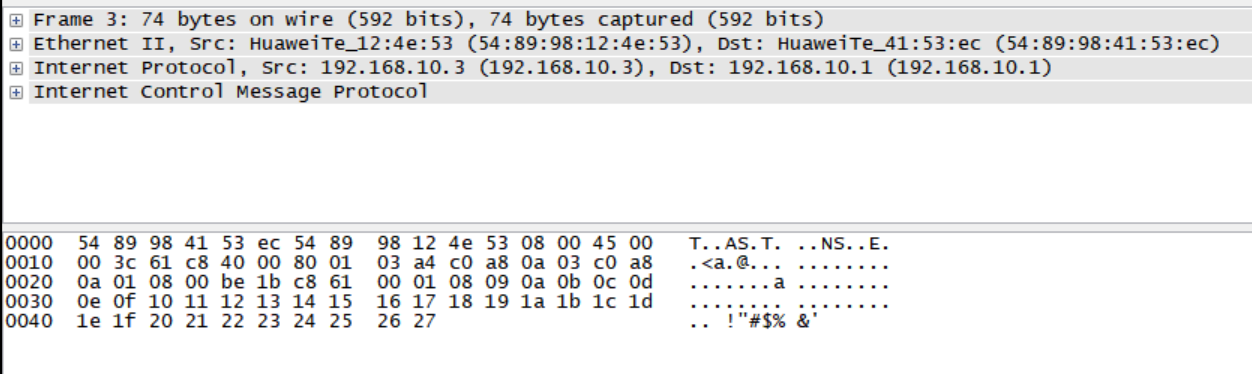 Frame 3: 74 bytes on wire (592 bits), 74 bytes captured (592 bits)
Ethernet II, Src: HuaweiTe_12:4e:53 (54:89:98:12:4e:53), Dst: HuaweiTe_41:53:ec (54:89:98:41:53:ec)
Internet Protocol, Src: 192.168.10.3 (192.168.10.3), Dst: 192.168.10.1 (192.168.10.1)
Internet Control Message Protocol
0000  54 89 98 41 53 ec 54 89  98 12 4e 53 08 00 45 00   T..AS.T. ..NS..E.
0010  00 3c 61 c8 40 00 80 01  03 a4 c0 a8 0a 03 c0 a8   .<a.@... ........
0020  0a 01 08 00 be 1b c8 61  00 01 08 09 0a 0b 0c 0d   .......a ........
0030  0e 0f 10 11 12 13 14 15  16 17 18 19 1a 1b 1c 1d   ........ ........
0040  1e 1f 20 21 22 23 24 25  26 27   .. !"#$% &'